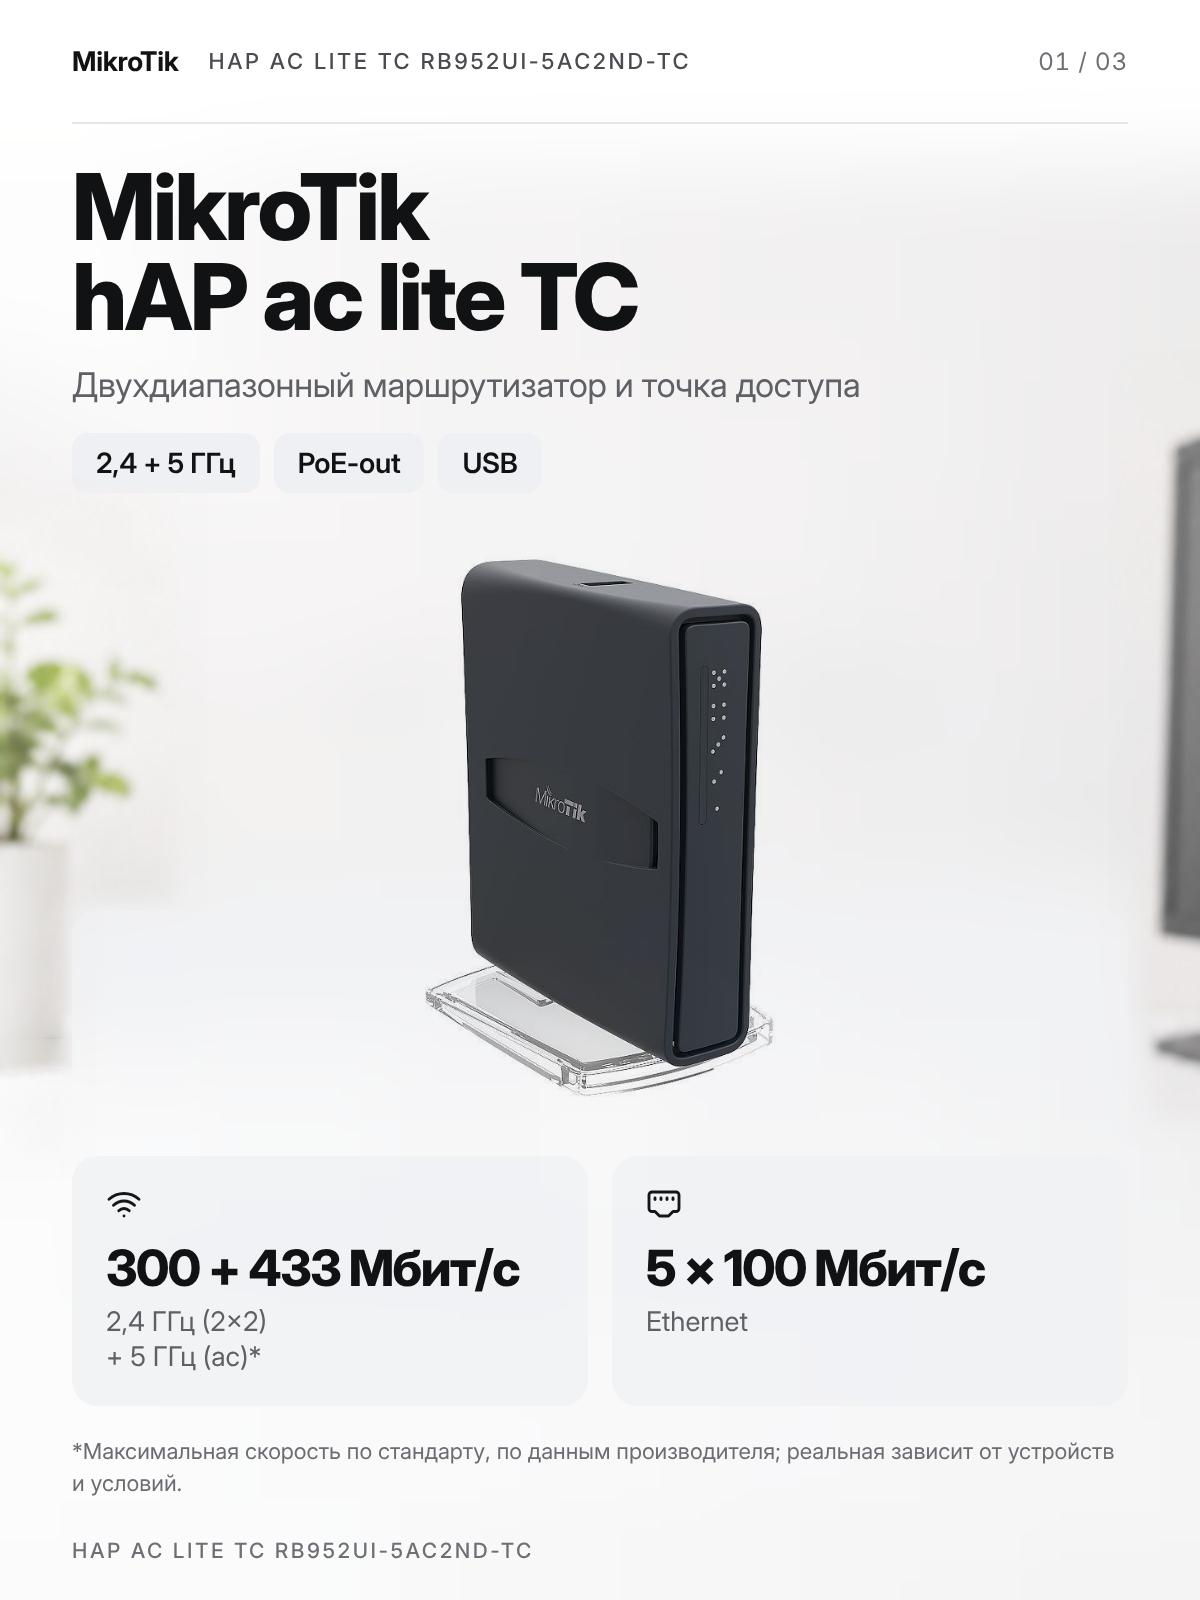 MikroTik HAP AC LITE TC RB952UI-5AC2ND-TC 01 / 03
MikroTik
hAP ac lite TC
Двухдиапазонный маршрутизатор и точка доступа
2,4 + 5 ГГц PoE-out USB
MikroTik
300 + 433 Мбит/с
2,4 ГГц (2×2)
+ 5 ГГц (ac)*
5 × 100 Мбит/с
Ethernet
*Максимальная скорость по стандарту, по данным производителя; реальная зависит от устройств
и условий.
HAP AC LITE TC RB952UI-5AC2ND-TC